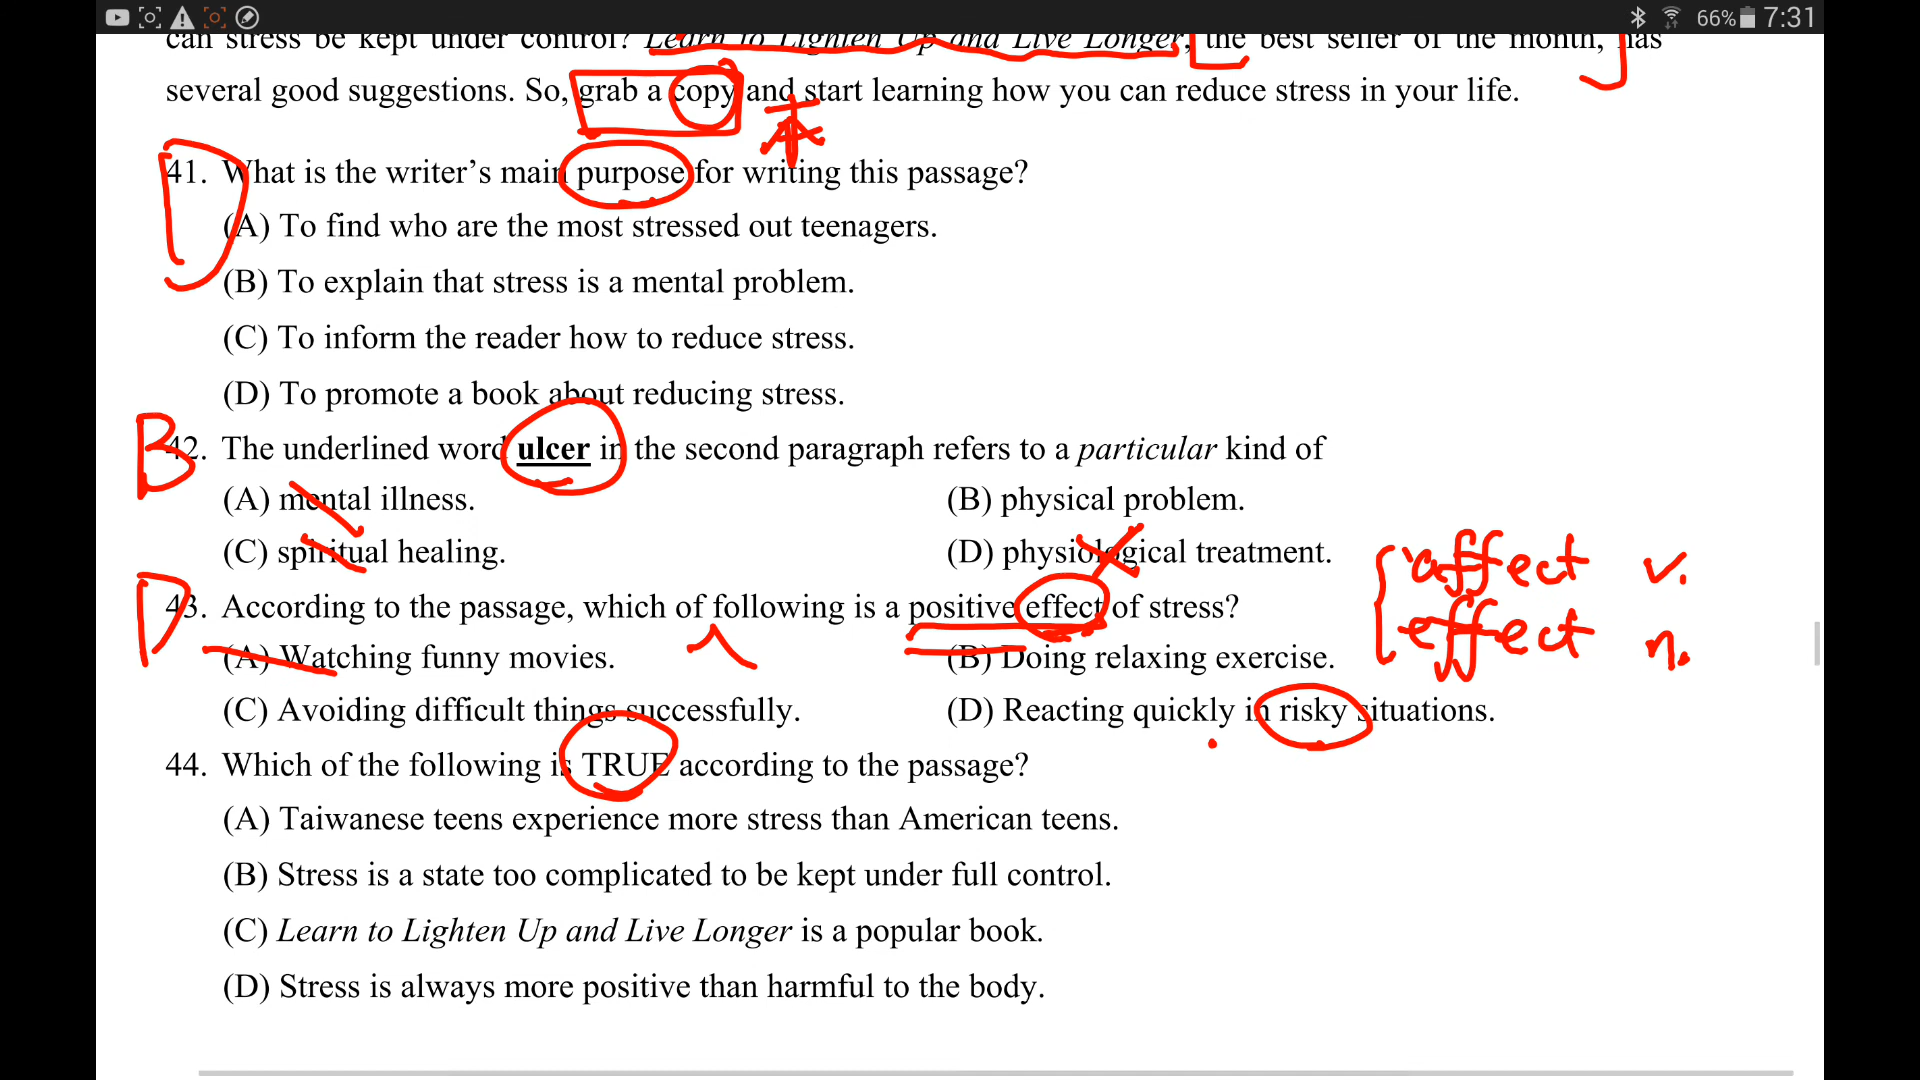 66% 7:31
can stress be kept under control? Learn to Lighten Up and Live Longer, the best seller of the month, has
several good suggestions. So, grab a copy and start learning how you can reduce stress in your life.
本
D
41. What is the writer's main purpose for writing this passage?
(A) To find who are the most stressed out teenagers.
(B) To explain that stress is a mental problem.
(C) To inform the reader how to reduce stress.
(D) To promote a book about reducing stress.
B
42. The underlined word ulcer in the second paragraph refers to a particular kind of
(A) mental illness. (B) physical problem.
(C) spiritual healing. (D) physiological treatment.
affect v.
effect n.
D
43. According to the passage, which of following is a positive effect of stress?
(A) Watching funny movies. (B) Doing relaxing exercise.
(C) Avoiding difficult things successfully. (D) Reacting quickly in risky situations.
44. Which of the following is TRUE according to the passage?
(A) Taiwanese teens experience more stress than American teens.
(B) Stress is a state too complicated to be kept under full control.
(C) Learn to Lighten Up and Live Longer is a popular book.
(D) Stress is always more positive than harmful to the body.